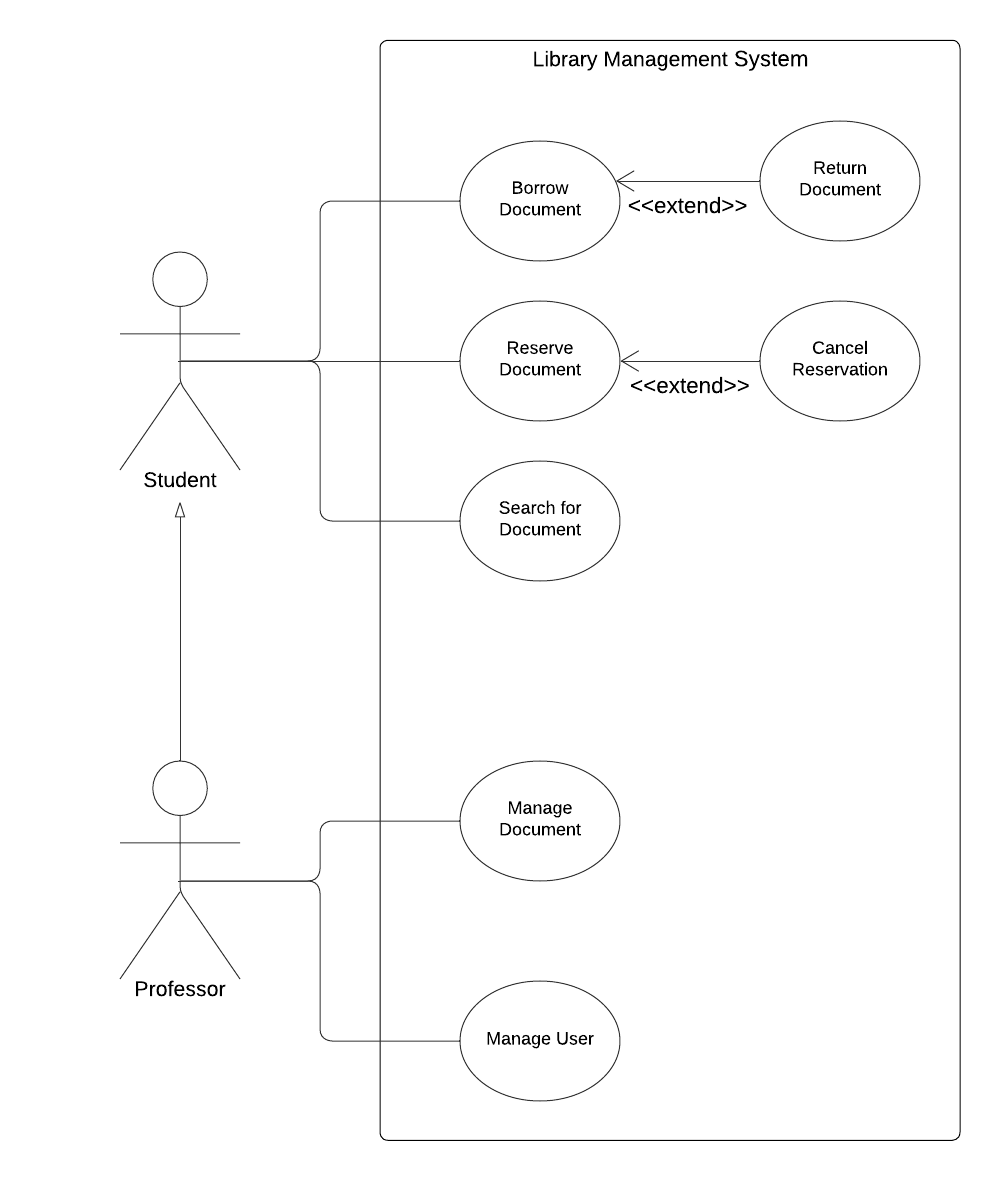 Library Management System
Borrow
Document
Return
Document
<<extend>>
Reserve
Document
Cancel
Reservation
<<extend>>
Student
Search for
Document
Manage
Document
Professor
Manage User